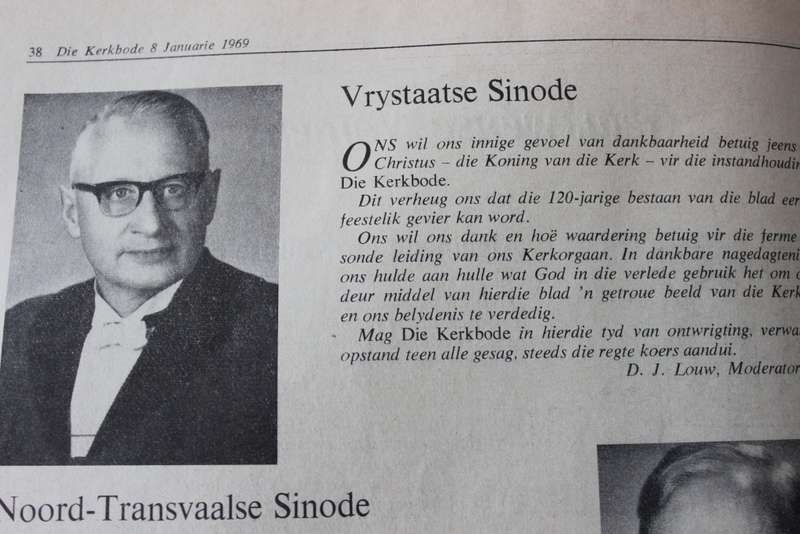 38 Die Kerkbode 8 Januarie 1969
Vrystaatse Sinode
ONS wil ons innige gevoel van dankbaarheid betuig jeens
Christus – die Koning van die Kerk – vir die instandhoudin
Die Kerkbode.
Dit verheug ons dat die 120-jarige bestaan van die blad eer
feestelik gevier kan word.
Ons wil ons dank en hoë waardering betuig vir die ferme
sonde leiding van ons Kerkorgaan. In dankbare nagedagteni
ons hulde aan hulle wat God in die verlede gebruik het om
deur middel van hierdie blad 'n getroue beeld van die Kerk
en ons belydenis te verdedig.
Mag Die Kerkbode in hierdie tyd van ontwrigting, verwa
opstand teen alle gesag, steeds die regte koers aandui.
D. J. Louw, Moderator
Noord-Transvaalse Sinode